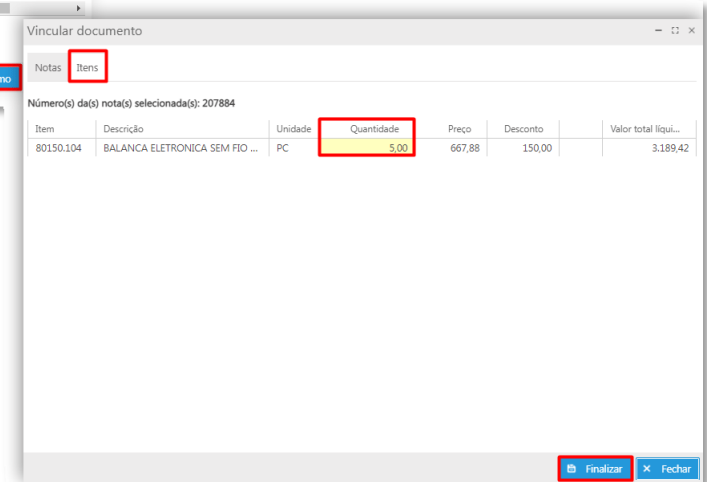 Vincular documento
Notas Itens
mo
Número(s) da(s) nota(s) selecionada(s): 207884
Item Descrição Unidade Quantidade Preço Desconto Valor total líqui...
80150.104 BALANCA ELETRONICA SEM FIO ... PC 5,00 667,88 150,00 3.189,42
Finalizar Fechar